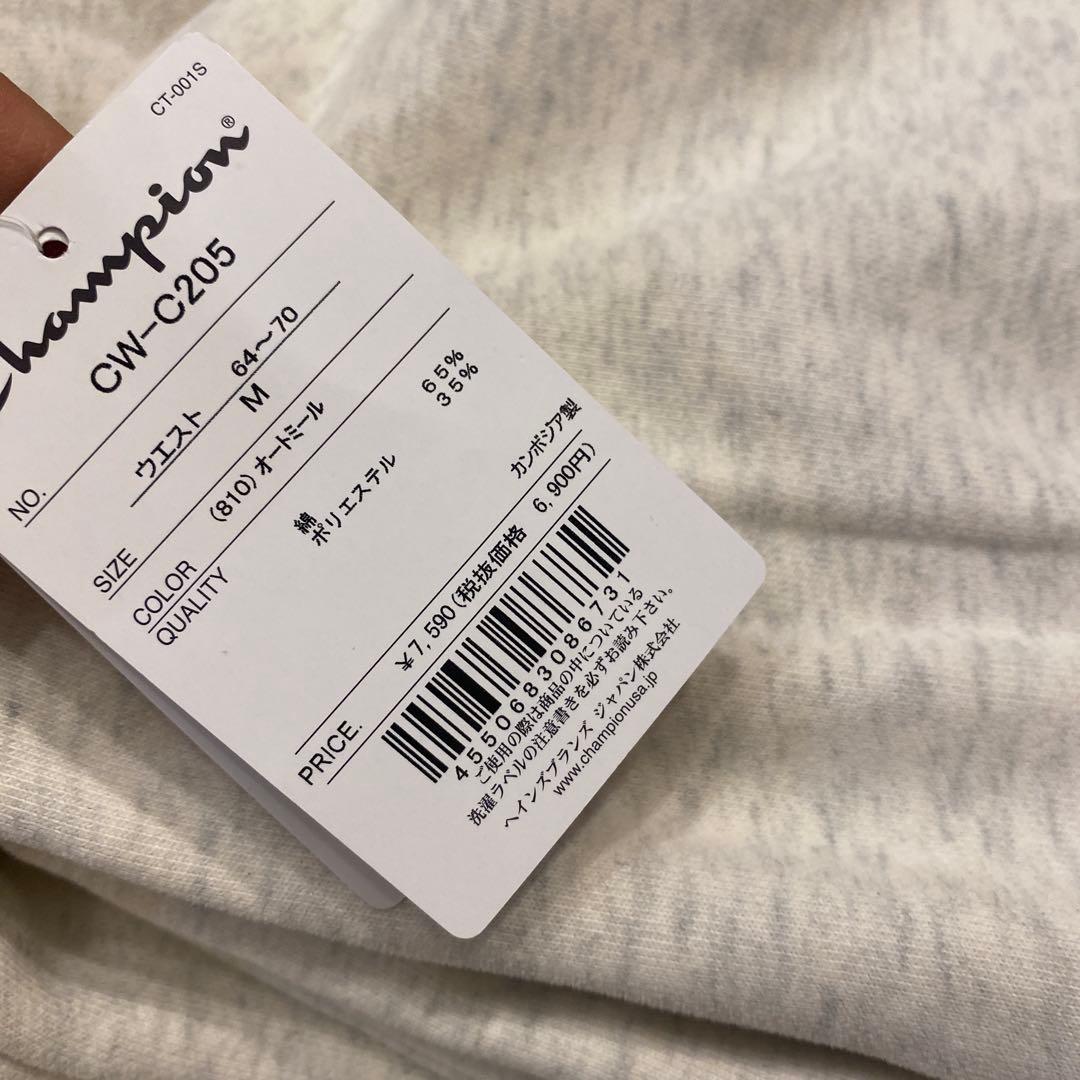 CT-001S
Champion®
NO. CW-C205
ウエスト 64〜70
SIZE M
COLOR (810)オートミール
QUALITY
綿 65%
ポリエステル 35%
カンボジア製
PRICE. ¥7,590(税抜価格 6,900円)
4550683086731
ご使用の際は商品の中についている
洗濯ラベルの注意書きを必ずお読み下さい。
ヘインズブランズ ジャパン株式会社
www.championusa.jp